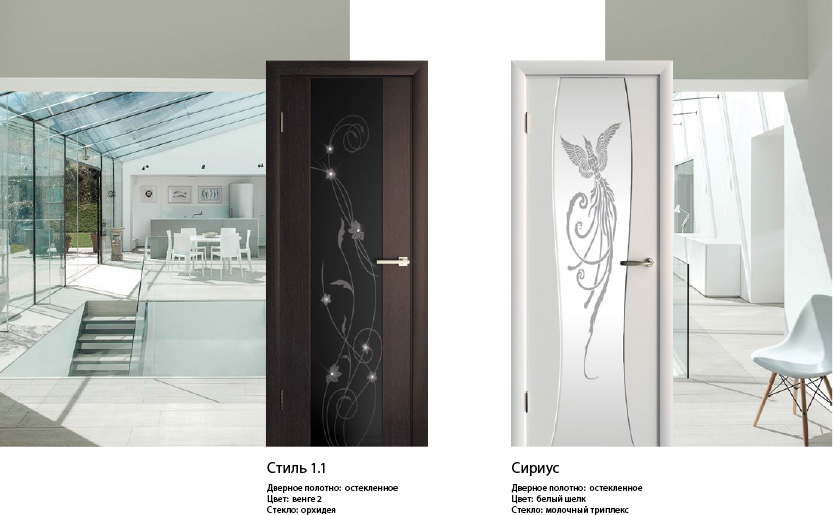 Стиль 1.1
Дверное полотно: остекленное
Цвет: венге 2
Стекло: орхидея
Сириус
Дверное полотно: остекленное
Цвет: белый шелк
Стекло: молочный триплекс